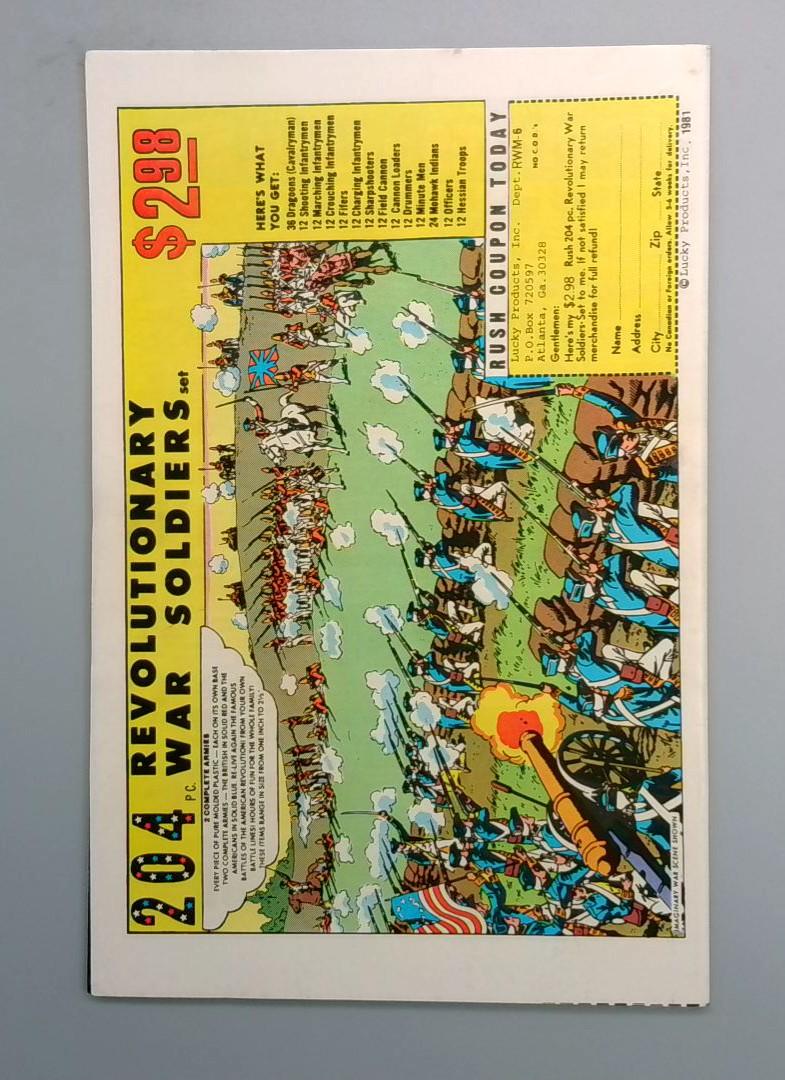 204 PC. REVOLUTIONARY
WAR SOLDIERS set
$2.98
2 COMPLETE ARMIES
EVERY PIECE OF PURE MOLDED PLASTIC — EACH ON ITS OWN BASE
TWO COMPLETE ARMIES — THE BRITISH IN SOLID RED AND THE
AMERICANS IN SOLID BLUE. RE-LIVE AGAIN THE FAMOUS
BATTLES OF THE AMERICAN REVOLUTION! FROM YOUR OWN
BATTLE LINES! HOURS OF FUN FOR THE WHOLE FAMILY!
THESE ITEMS RANGE IN SIZE FROM ONE INCH TO 2½"
HERE'S WHAT
YOU GET:
36 Dragoons (Cavalryman)
12 Shooting Infantrymen
12 Marching Infantrymen
12 Crouching Infantrymen
12 Fifers
12 Charging Infantrymen
12 Sharpshooters
12 Field Cannon
12 Cannon Loaders
12 Drummers
12 Minute Men
24 Mohawk Indians
12 Officers
12 Hessian Troops
RUSH COUPON TODAY
Lucky Products, Inc. Dept. RWM-6
P.O.Box 720597
Atlanta, Ga.30328 NO C.O.D.'s
Gentlemen:
Here's my $2.98 Rush 204 pc. Revolutionary War
Soldiers Set to me. If not satisfied I may return
merchandise for full refund!
Name
Address
City Zip State
No Canadian or Foreign orders. Allow 5-6 weeks for delivery.
© Lucky Products, Inc. 1981
IMAGINARY WAR SCENE SHOWN